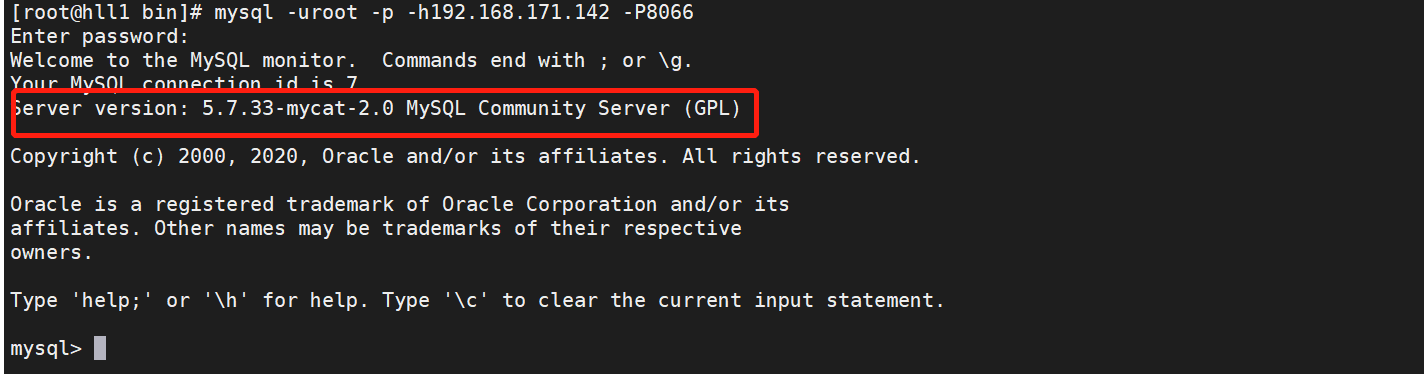 [root@hll1 bin]# mysql -uroot -p -h192.168.171.142 -P8066
Enter password:
Welcome to the MySQL monitor.  Commands end with ; or \g.
Your MySQL connection id is 7
Server version: 5.7.33-mycat-2.0 MySQL Community Server (GPL)
Copyright (c) 2000, 2020, Oracle and/or its affiliates. All rights reserved.
Oracle is a registered trademark of Oracle Corporation and/or its
affiliates. Other names may be trademarks of their respective
owners.
Type 'help;' or '\h' for help. Type '\c' to clear the current input statement.
mysql>